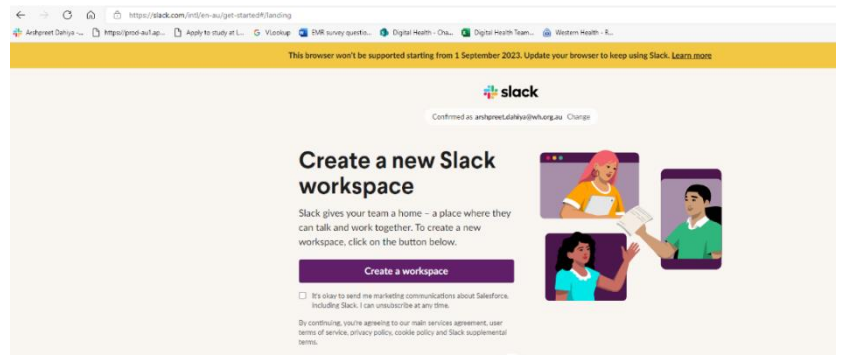 https://slack.com/intl/en-au/get-started#/landing
Arshpreet Dahiya -... https://prod-au1.ap... Apply to study at L... VLookup EMR survey questio... Digital Health - Cha... Digital Health Team... Western Health - R...
This browser won't be supported starting from 1 September 2023. Update your browser to keep using Slack. Learn more
slack
Confirmed as arshpreet.dahiya@wh.org.au Change
Create a new Slack
workspace
Slack gives your team a home – a place where they
can talk and work together. To create a new
workspace, click on the button below.
Create a workspace
It's okay to send me marketing communications about Salesforce,
including Slack. I can unsubscribe at any time.
By continuing, you're agreeing to our main services agreement, user
terms of service, privacy policy, cookie policy and Slack supplemental
terms.